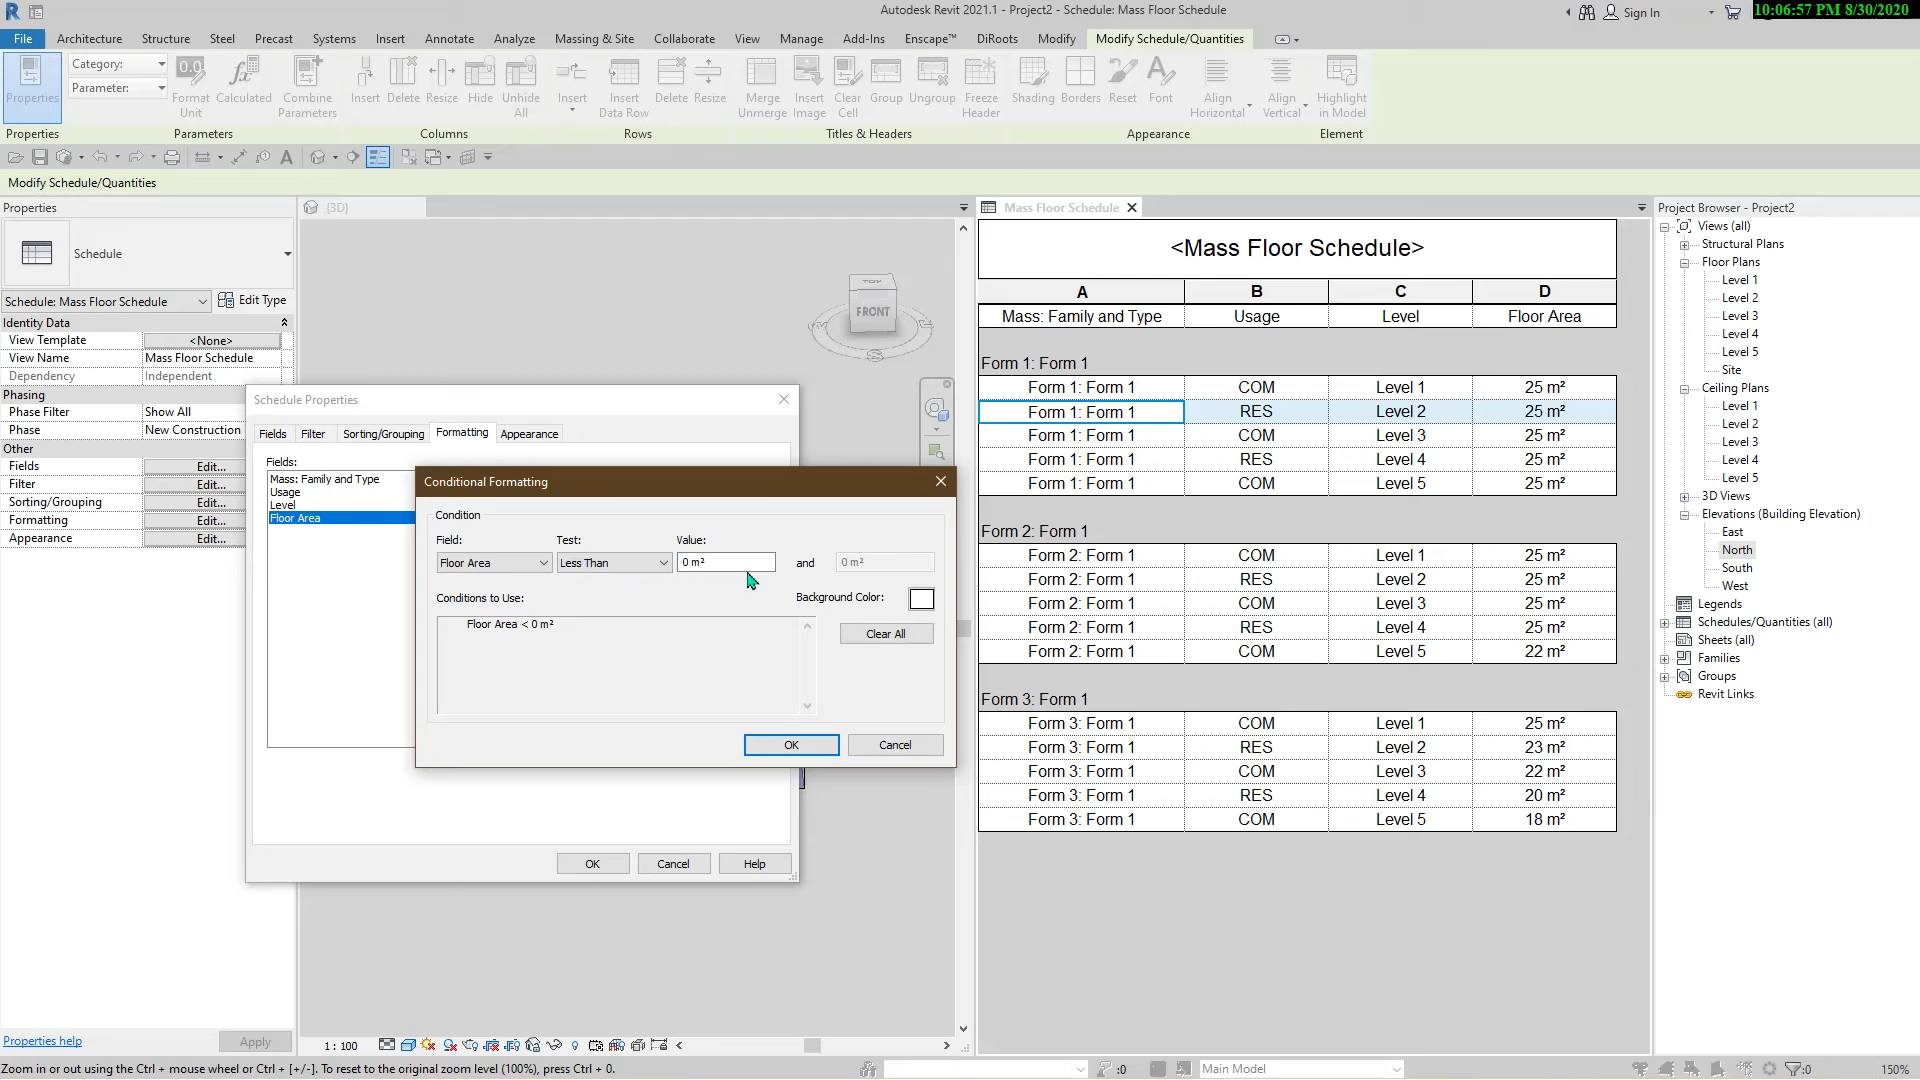 Autodesk Revit 2021.1 - Project2 - Schedule: Mass Floor Schedule
Sign In
10:06:57 PM 8/30/2020
File Architecture Structure Steel Precast Systems Insert Annotate Analyze Massing & Site Collaborate View Manage Add-Ins Enscape™ DiRoots Modify Modify Schedule/Quantities
Properties
Category:
Parameter:
Format Unit
Calculated
Combine Parameters
Insert
Delete
Resize
Hide
Unhide All
Insert
Insert Data Row
Delete
Resize
Merge Unmerge
Insert Image
Clear Cell
Group
Ungroup
Freeze Header
Shading
Borders
Reset
Font
Align Horizontal
Align Vertical
Highlight in Model
Properties Parameters Columns Rows Titles & Headers Appearance Element
Modify Schedule/Quantities
Properties
Schedule
Schedule: Mass Floor Schedule
Edit Type
Identity Data
View Template <None>
View Name Mass Floor Schedule
Dependency Independent
Phasing
Phase Filter Show All
Phase New Construction
Other
Fields Edit...
Filter Edit...
Sorting/Grouping Edit...
Formatting Edit...
Appearance Edit...
Properties help
Apply
{3D}
TOP
FRONT
Schedule Properties
Fields Filter Sorting/Grouping Formatting Appearance
Fields:
Mass: Family and Type
Usage
Level
Floor Area
OK Cancel Help
Conditional Formatting
Condition
Field: Test: Value:
Floor Area Less Than 0 m² and 0 m²
Conditions to Use:
Background Color:
Floor Area < 0 m²
Clear All
OK Cancel
1 : 100
Mass Floor Schedule
<Mass Floor Schedule>
A B C D
Mass: Family and Type Usage Level Floor Area
Form 1: Form 1
Form 1: Form 1 COM Level 1 25 m²
Form 1: Form 1 RES Level 2 25 m²
Form 1: Form 1 COM Level 3 25 m²
Form 1: Form 1 RES Level 4 25 m²
Form 1: Form 1 COM Level 5 25 m²
Form 2: Form 1
Form 2: Form 1 COM Level 1 25 m²
Form 2: Form 1 RES Level 2 25 m²
Form 2: Form 1 COM Level 3 25 m²
Form 2: Form 1 RES Level 4 25 m²
Form 2: Form 1 COM Level 5 22 m²
Form 3: Form 1
Form 3: Form 1 COM Level 1 25 m²
Form 3: Form 1 RES Level 2 23 m²
Form 3: Form 1 COM Level 3 22 m²
Form 3: Form 1 RES Level 4 20 m²
Form 3: Form 1 COM Level 5 18 m²
Project Browser - Project2
Views (all)
Structural Plans
Floor Plans
Level 1
Level 2
Level 3
Level 4
Level 5
Site
Ceiling Plans
Level 1
Level 2
Level 3
Level 4
Level 5
3D Views
Elevations (Building Elevation)
East
North
South
West
Legends
Schedules/Quantities (all)
Sheets (all)
Families
Groups
Revit Links
Zoom in or out using the Ctrl + mouse wheel or Ctrl + [+/-]. To reset to the original zoom level (100%), press Ctrl + 0.
:0
Main Model
:0
150%